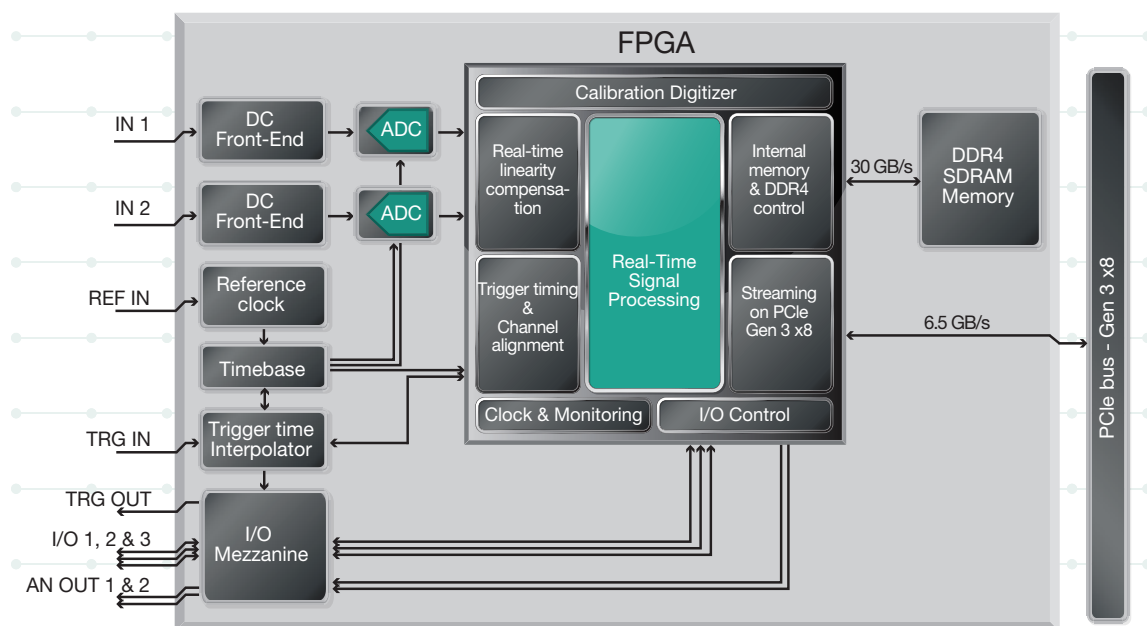 FPGA
Calibration Digitizer
IN 1
DC
Front-End
ADC
IN 2
DC
Front-End
ADC
Real-time
linearity
compensa-
tion
Real-Time
Signal
Processing
Internal
memory
& DDR4
control
30 GB/s
DDR4
SDRAM
Memory
REF IN
Reference
clock
Timebase
Trigger timing
&
Channel
alignment
Streaming
on PCIe
Gen 3 x8
6.5 GB/s
PCIe bus - Gen 3 x8
Clock & Monitoring
I/O Control
TRG IN
Trigger time
Interpolator
TRG OUT
I/O 1, 2 & 3
AN OUT 1 & 2
I/O
Mezzanine